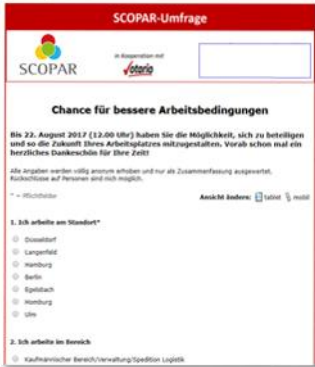 SCOPAR-Umfrage
SCOPAR
in Kooperation mit
Votaria
Chance für bessere Arbeitsbedingungen
Bis 22. August 2017 (12.00 Uhr) haben Sie die Möglichkeit, sich zu beteiligen
und so die Zukunft Ihres Arbeitsplatzes mitzugestalten. Vorab schon mal ein
herzliches Dankeschön für Ihre Zeit!
Alle Angaben werden völlig anonym erhoben und nur als Zusammenfassung ausgewertet.
Rückschlüsse auf Personen sind nich möglich.
* = Pflichtfelder
Ansicht ändern: tablet mobil
1. Ich arbeite am Standort*
Düsseldorf
Langenfeld
Hamburg
Berlin
Egelsbach
Homburg
Ulm
2. Ich arbeite im Bereich
Kaufmännischer Bereich/Verwaltung/Spedition Logistik